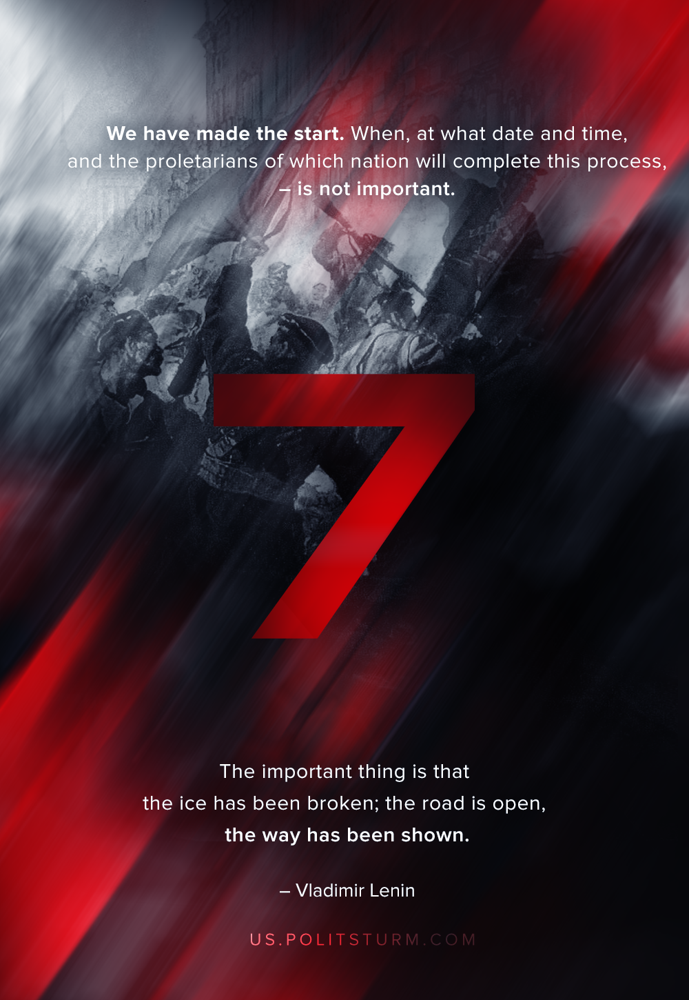 We have made the start. When, at what date and time,
and the proletarians of which nation will complete this process,
– is not important.
7
The important thing is that
the ice has been broken; the road is open,
the way has been shown.
– Vladimir Lenin
US.POLITSTURM.COM